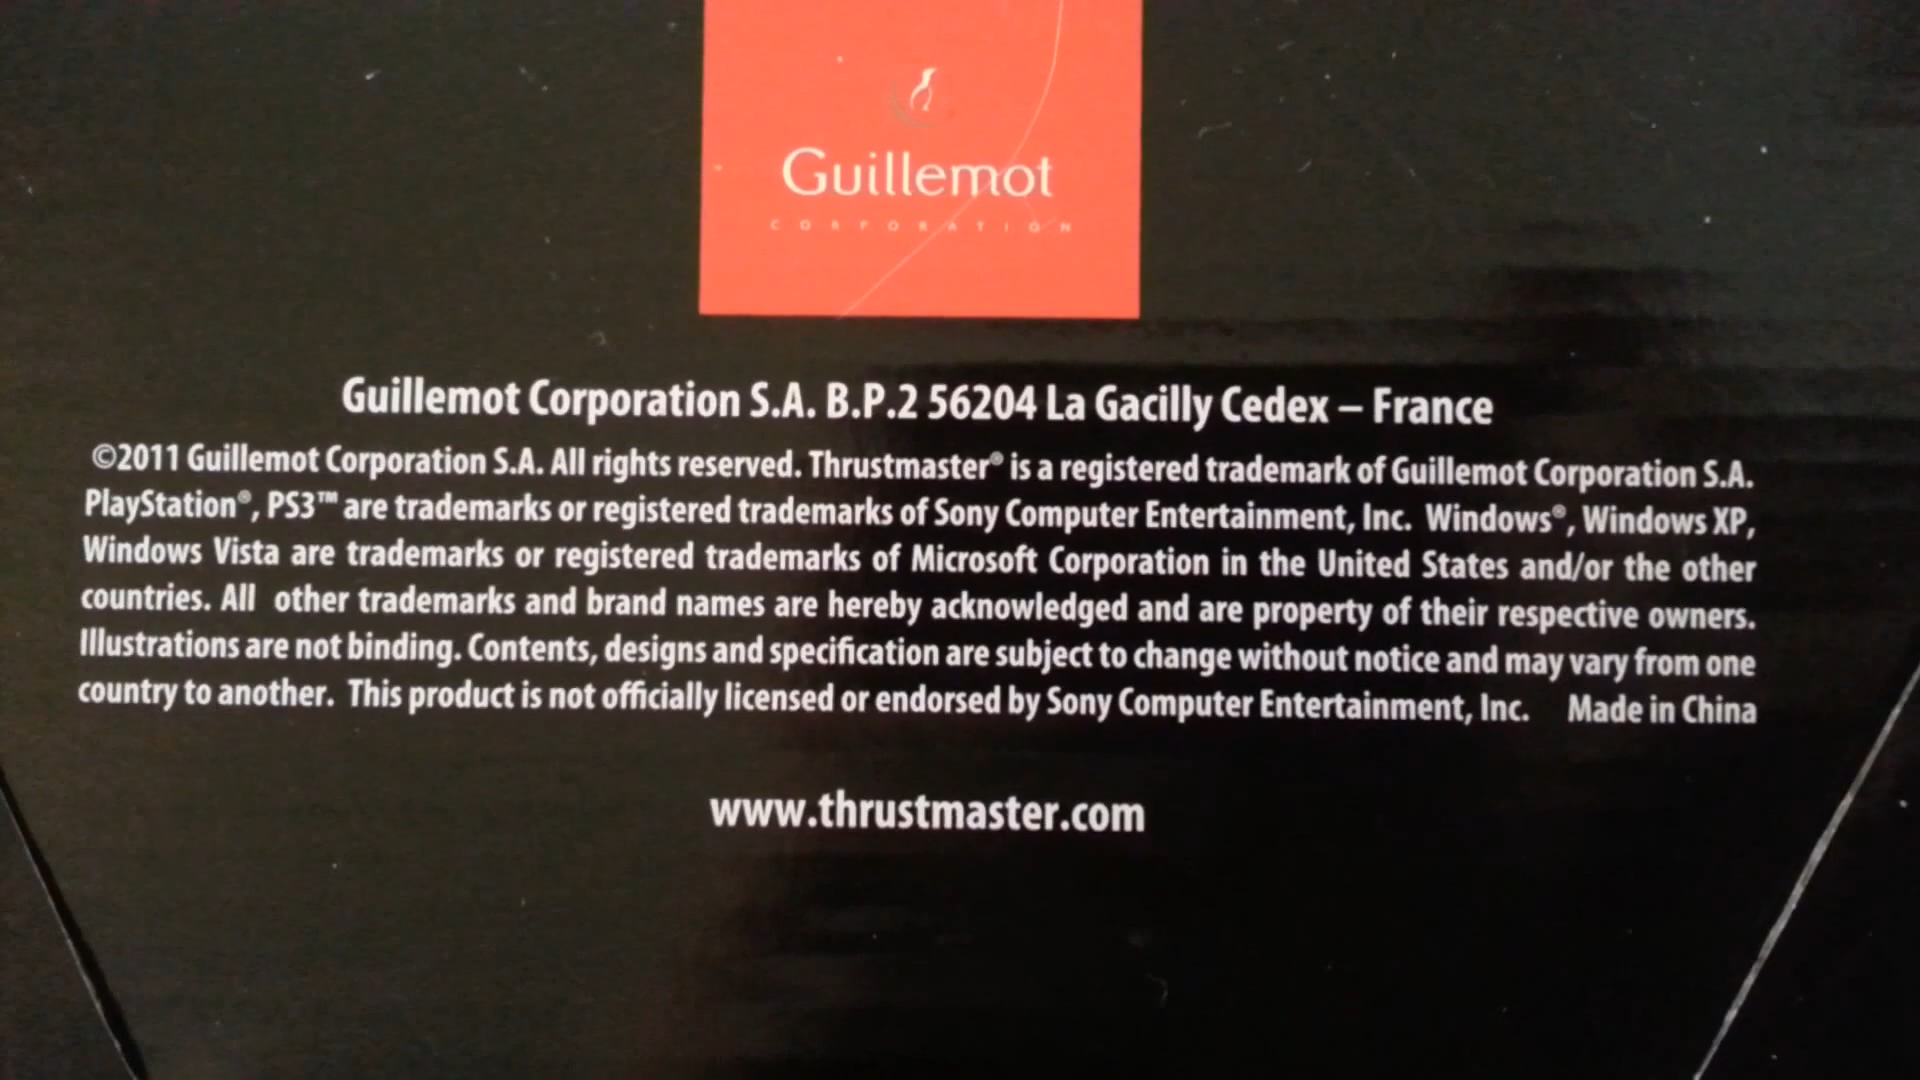 Guillemot
CORPORATION
Guillemot Corporation S.A. B.P.2 56204 La Gacilly Cedex – France
©2011 Guillemot Corporation S.A. All rights reserved. Thrustmaster® is a registered trademark of Guillemot Corporation S.A.
PlayStation®, PS3™ are trademarks or registered trademarks of Sony Computer Entertainment, Inc. Windows®, Windows XP,
Windows Vista are trademarks or registered trademarks of Microsoft Corporation in the United States and/or the other
countries. All other trademarks and brand names are hereby acknowledged and are property of their respective owners.
Illustrations are not binding. Contents, designs and specification are subject to change without notice and may vary from one
country to another. This product is not officially licensed or endorsed by Sony Computer Entertainment, Inc. Made in China
www.thrustmaster.com